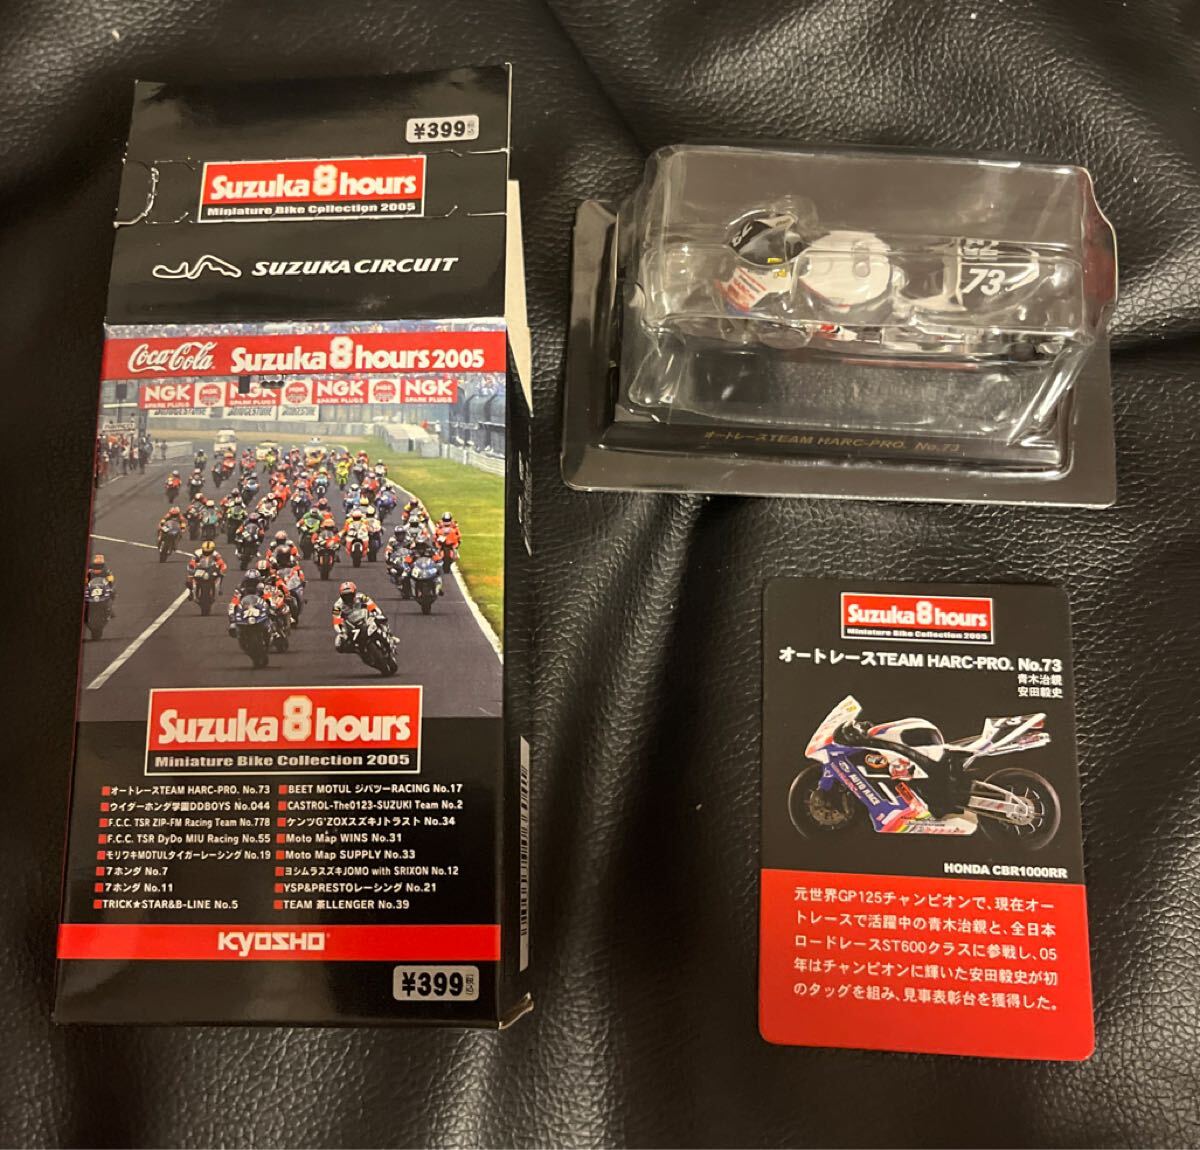 ¥399
Suzuka 8 hours
Miniature Bike Collection 2005
SUZUKA CIRCUIT
Coca-Cola Suzuka 8 hours 2005
NGK
SPARK PLUGS
NGK
SPARK PLUGS
NGK
SPARK PLUGS
NGK
SPARK PLUGS
BRIDGESTONE
Suzuka 8 hours
Miniature Bike Collection 2005
■オートレースTEAM HARC-PRO. No.73
■ウイダーホンダ学園DDBOYS No.044
■F.C.C. TSR ZIP-FM Racing Team No.778
■F.C.C. TSR DyDo MIU Racing No.55
■モリワキMOTULタイガーレーシング No.19
■7ホンダ No.7
■7ホンダ No.11
■TRICK★STAR&B-LINE No.5
■BEET MOTUL ジパツーRACING No.17
■CASTROL-The0123-SUZUKI Team No.2
■ケンツG'ZOXスズキJトラスト No.34
■Moto Map WINS No.31
■Moto Map SUPPLY No.33
■ヨシムラスズキJOMO with SRIXON No.12
■YSP&PRESTOレーシング No.21
■TEAM 茶LLENGER No.39
KYOSHO
¥399(税込)
73
オートレースTEAM HARC-PRO. No.73
Suzuka 8 hours
Miniature Bike Collection 2005
オートレースTEAM HARC-PRO. No.73
青木治親
安田毅史
AUTO RACE
HONDA CBR1000RR
元世界GP125チャンピオンで、現在オー
トレースで活躍中の青木治親と、全日本
ロードレースST600クラスに参戦し、05
年はチャンピオンに輝いた安田毅史が初
のタッグを組み、見事表彰台を獲得した。